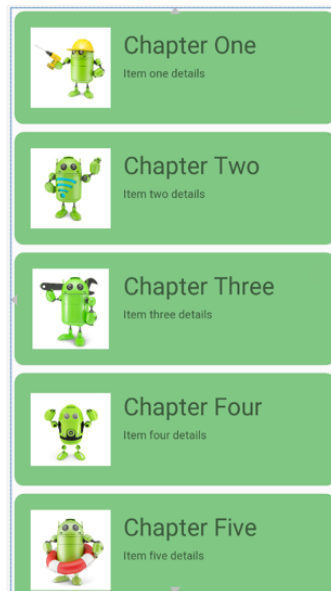 Chapter One
Item one details
Chapter Two
Item two details
Chapter Three
Item three details
Chapter Four
Item four details
Chapter Five
Item five details